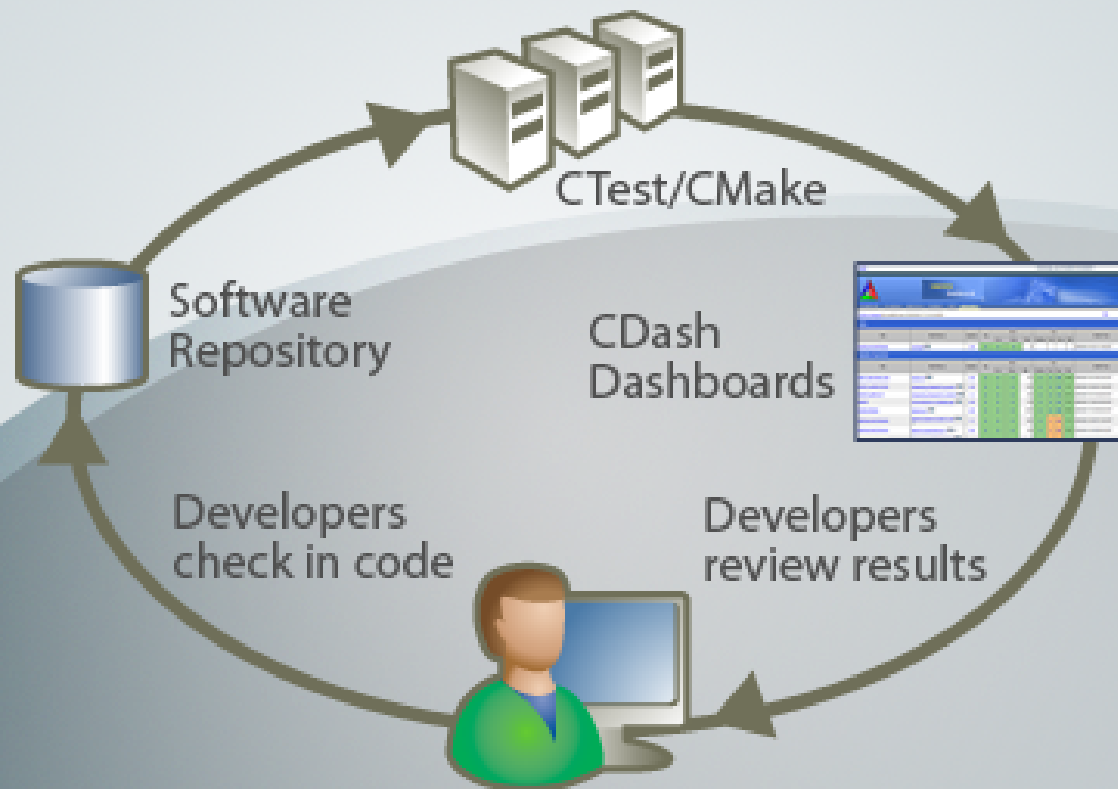 CTest/CMake
Software
Repository
CDash
Dashboards
Developers
check in code
Developers
review results